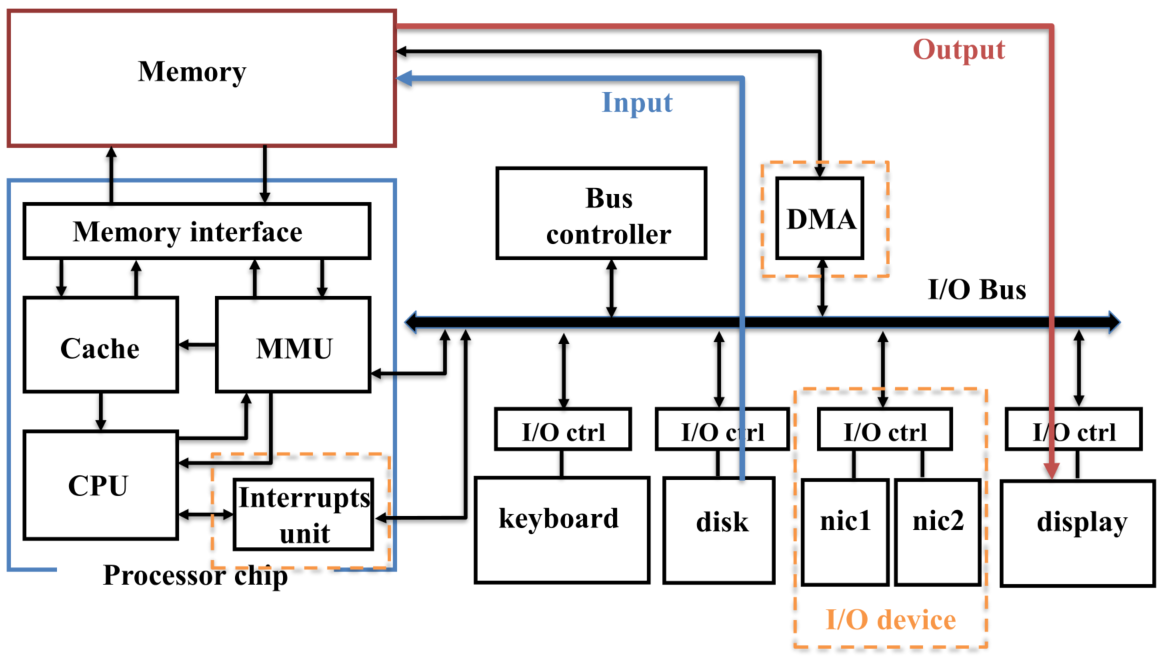 Memory
Output
Input
Bus
controller
DMA
Memory interface
I/O Bus
Cache
MMU
I/O ctrl
I/O ctrl
I/O ctrl
I/O ctrl
CPU
Interrupts
unit
keyboard
disk
nic1
nic2
display
Processor chip
I/O device